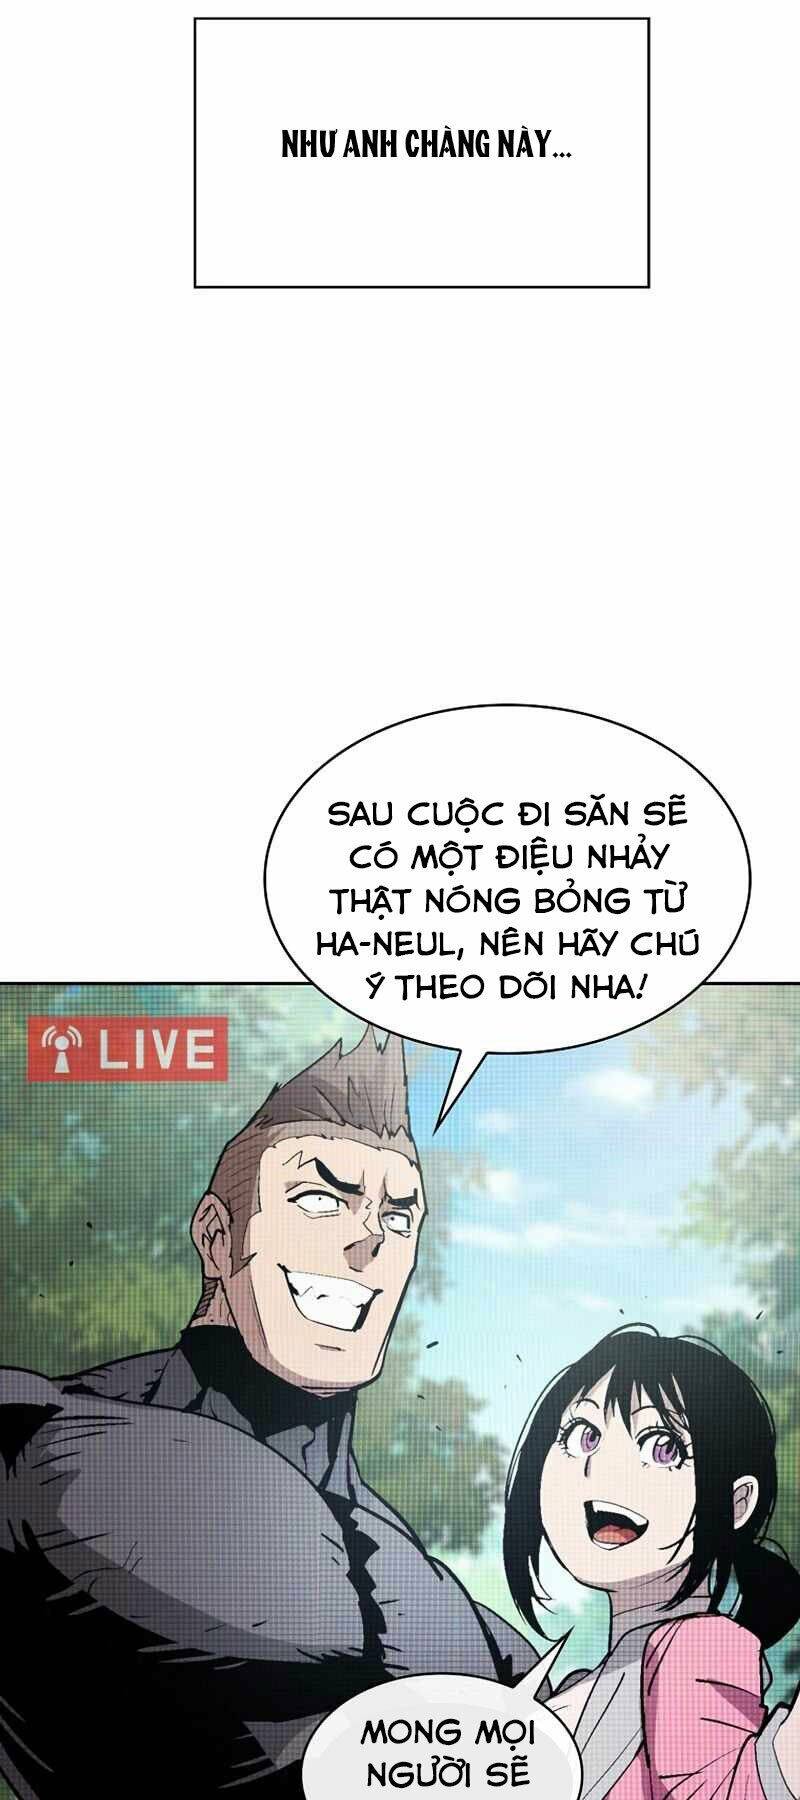 NHƯ ANH CHÀNG NÀY...
SAU CUỘC ĐI SĂN SẼ
CÓ MỘT ĐIỆU NHẢY
THẬT NÓNG BỎNG TỪ
HA-NEUL, NÊN HÃY CHÚ
Ý THEO DÕI NHA!
LIVE
MONG MỌI
NGƯỜI SẼ